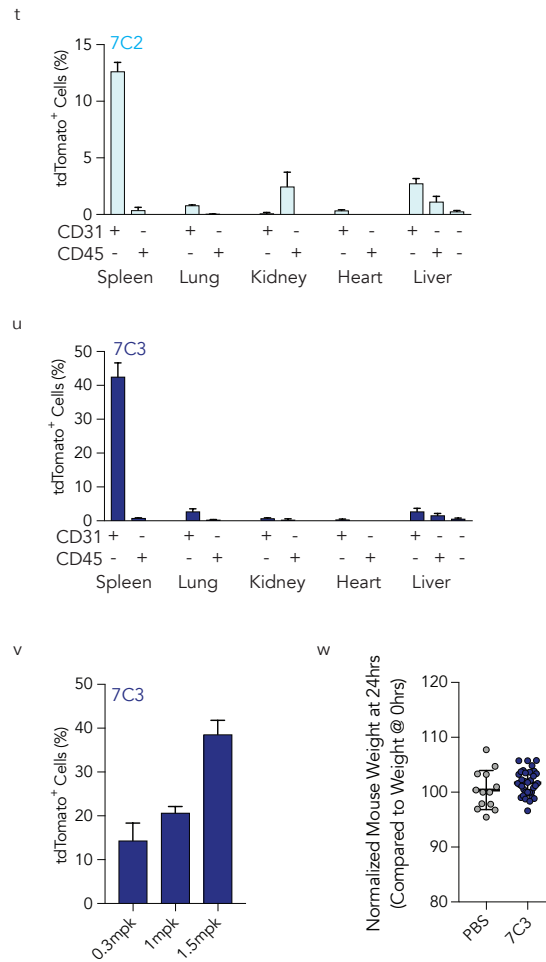 t
7C2
tdTomato+ Cells (%)
15
10
5
0
CD31 + - + - + - + - + - -
CD45 - + - + - + - + - + -
Spleen Lung Kidney Heart Liver
u
7C3
tdTomato+ Cells (%)
50
40
30
20
10
0
CD31 + - + - + - + - + - -
CD45 - + - + - + - + - + -
Spleen Lung Kidney Heart Liver
v
7C3
tdTomato+ Cells (%)
50
40
30
20
10
0
0.3mpk 1mpk 1.5mpk
w
Normalized Mouse Weight at 24hrs
(Compared to Weight @ 0hrs)
120
110
100
90
80
PBS 7C3